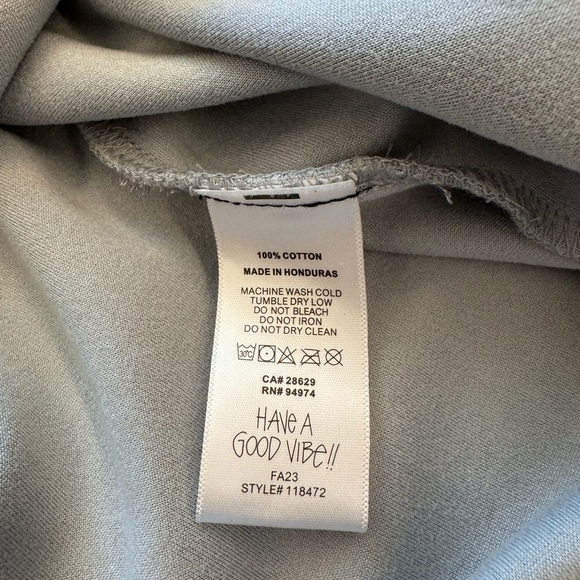 100% COTTON
MADE IN HONDURAS
MACHINE WASH COLD
TUMBLE DRY LOW
DO NOT BLEACH
DO NOT IRON
DO NOT DRY CLEAN
30°C
CA# 28629
RN# 94974
HAVE A
GOOD VIBE!!
FA23
STYLE# 118472